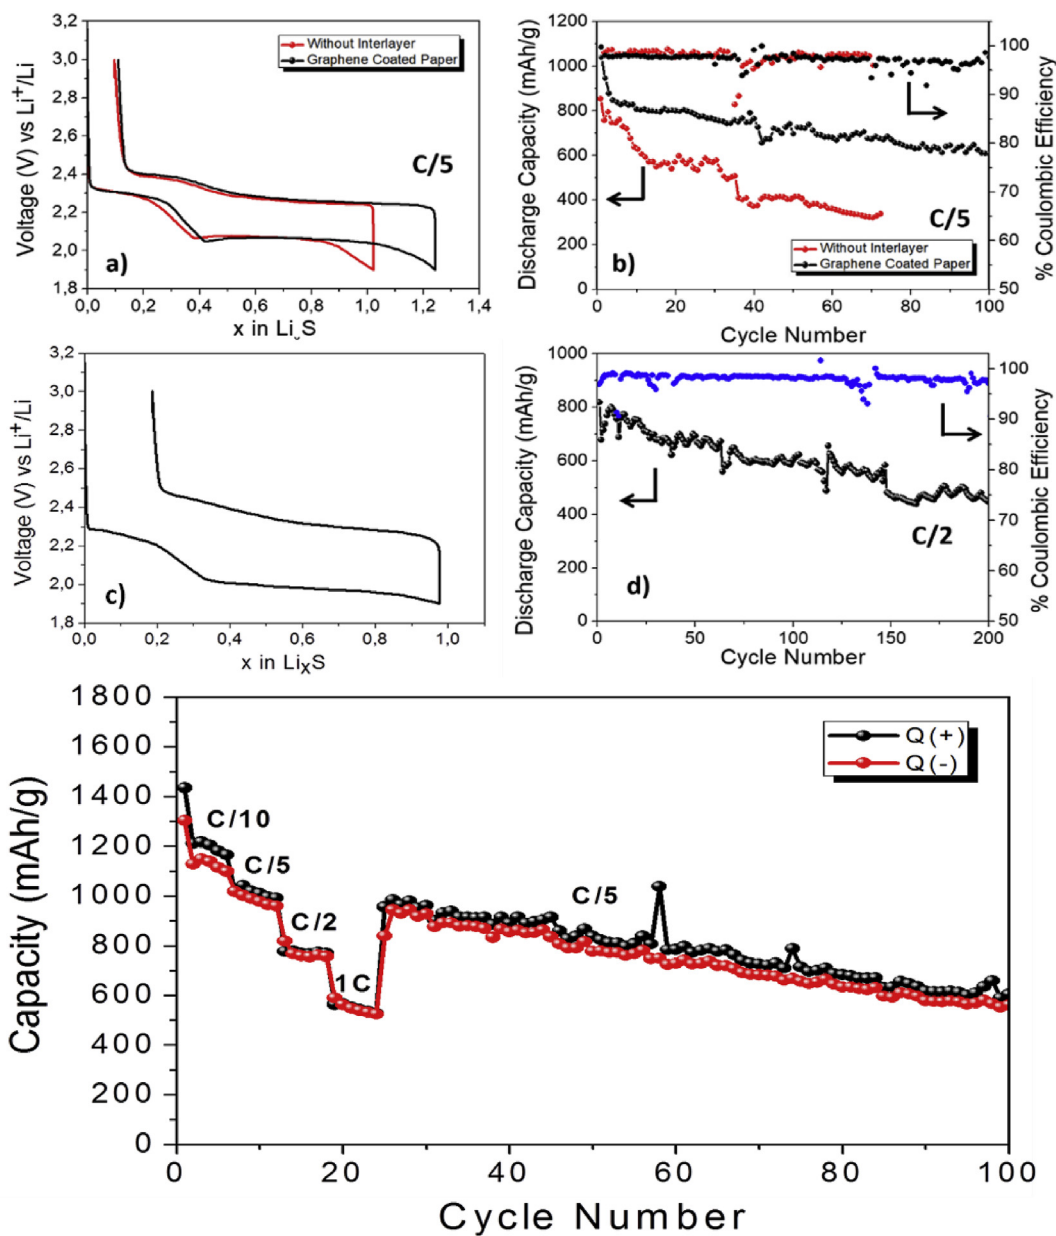 3,2
3,0
2,8
2,6
2,4
2,2
2,0
1,8
Voltage (V) vs Li+/Li
Without Interlayer
Graphene Coated Paper
C/5
a)
0,0 0,2 0,4 0,6 0,8 1,0 1,2 1,4
x in Li S
1200
1000
800
600
400
200
0
Discharge Capacity (mAh/g)
C/5
Without Interlayer
Graphene Coated Paper
b)
100
90
80
70
60
50
% Coulombic Efficiency
0 20 40 60 80 100
Cycle Number
3,2
3,0
2,8
2,6
2,4
2,2
2,0
1,8
Voltage (V) vs Li+/Li
c)
0,0 0,2 0,4 0,6 0,8 1,0
x in LiXS
1000
800
600
400
200
0
Discharge Capacity (mAh/g)
C/2
d)
100
90
80
70
60
50
% Coulombic Efficiency
0 50 100 150 200
Cycle Number
1800
1600
1400
1200
1000
800
600
400
200
0
Capacity (mAh/g)
Q (+)
Q (-)
C/10
C/5
C/2
1C
C/5
0 20 40 60 80 100
Cycle Number